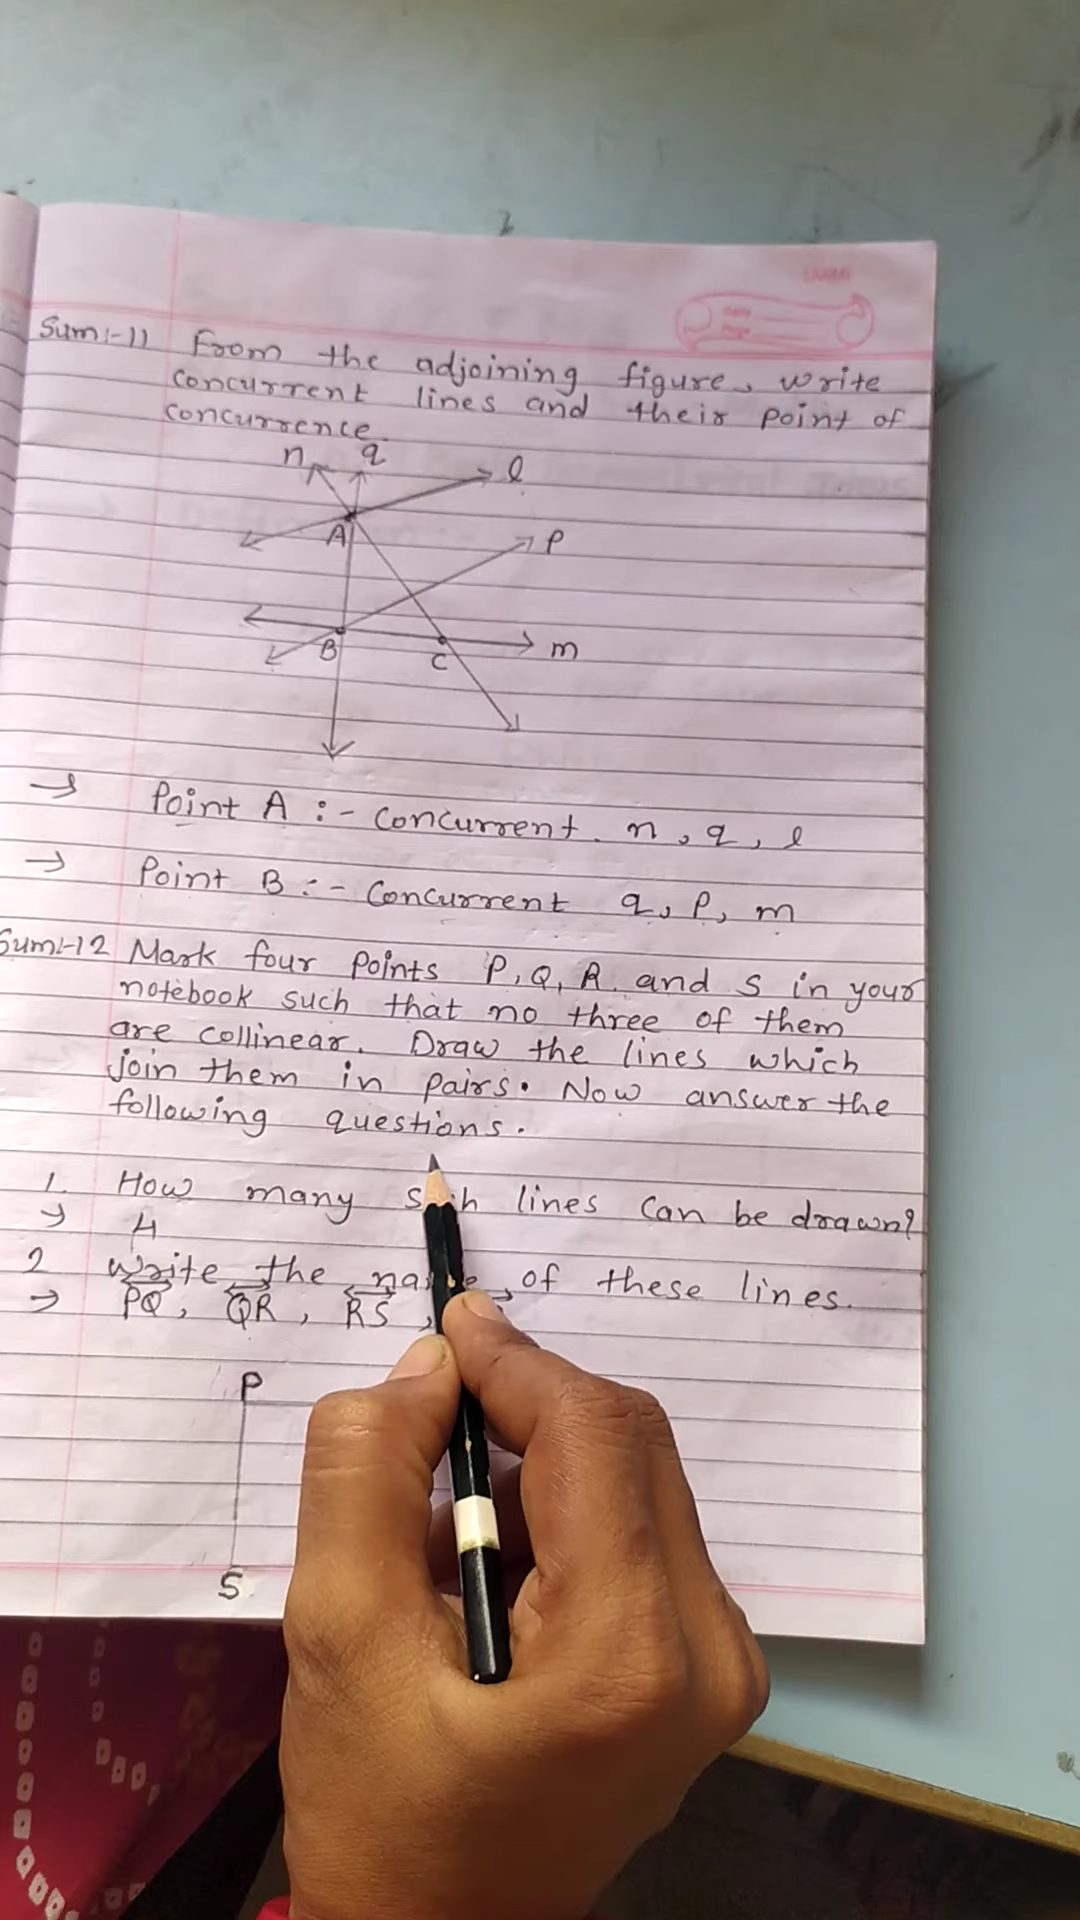 Sum:-11 From the adjoining figure, write
concurrent lines and their point of
concurrence.
n q l
A p
B C m
→ Point A :- concurrent n, q, l
→ Point B :- concurrent q, p, m
Sum:-12 Mark four points P, Q, R and S in your
notebook such that no three of them
are collinear. Draw the lines which
join them in pairs. Now answer the
following questions.
1. How many lines can be drawn?
→ 4
2 Write the of these lines.
→ PQ, QR, RS,
P
S